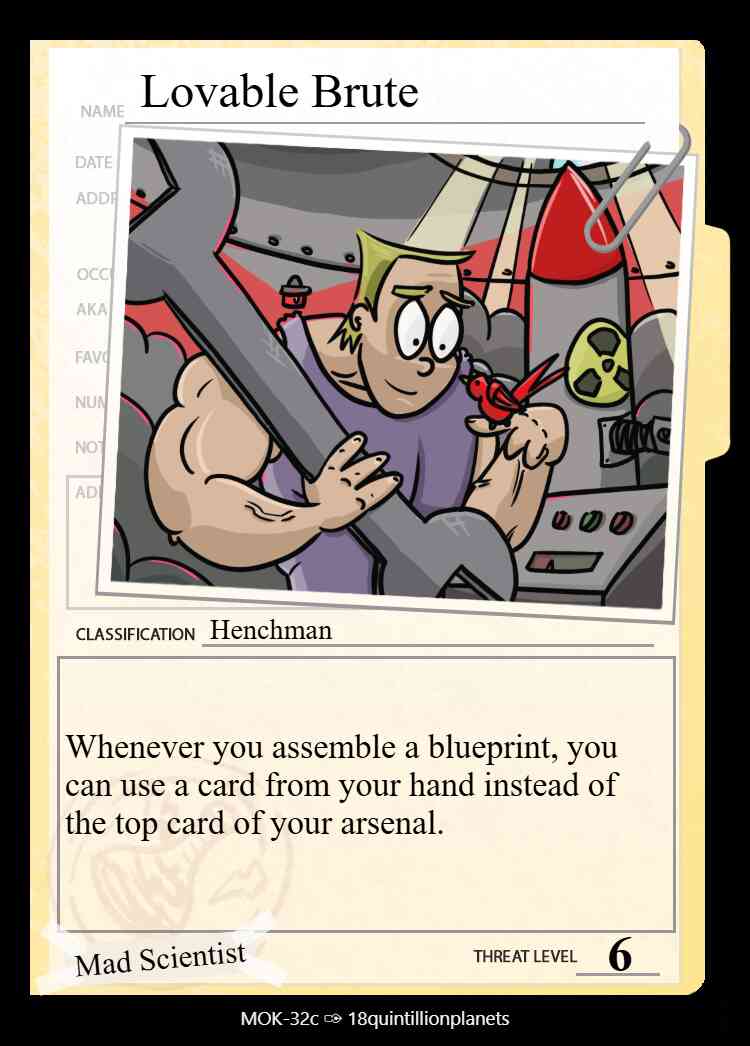 NAME Lovable Brute
DATE
ADDR
OCCU
AKA
FAVO
NUM
NOT
ADD
CLASSIFICATION Henchman
Whenever you assemble a blueprint, you
can use a card from your hand instead of
the top card of your arsenal.
Mad Scientist
THREAT LEVEL 6
MOK-32c ➾ 18quintillionplanets